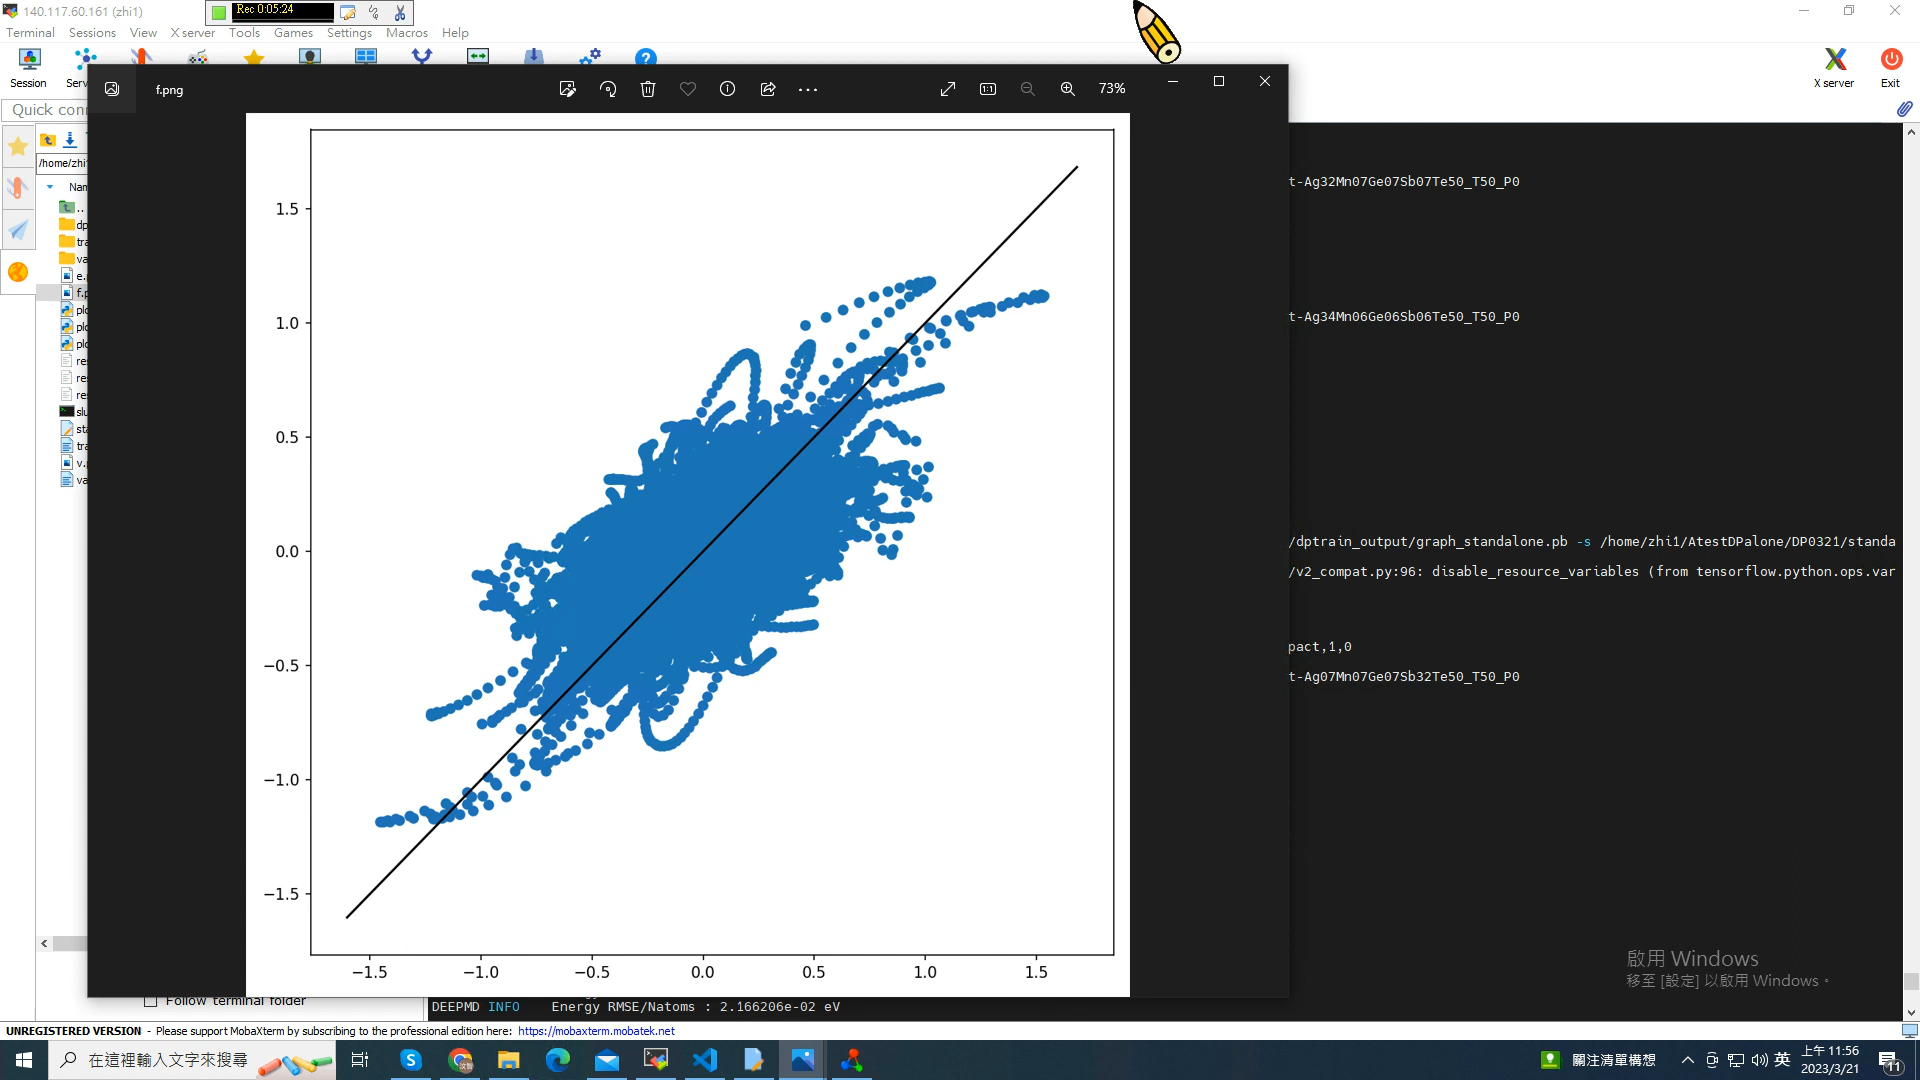 140.117.60.161 (zhi1)
Rec 0:05:24
Terminal Sessions View X server Tools Games Settings Macros Help
Session
X server
Exit
f.png
73%
/home/zhi
..
1.5
1.0
0.5
0.0
−0.5
−1.0
−1.5
−1.5 −1.0 −0.5 0.0 0.5 1.0 1.5
t-Ag32Mn07Ge07Sb07Te50_T50_P0
t-Ag34Mn06Ge06Sb06Te50_T50_P0
/dptrain_output/graph_standalone.pb -s /home/zhi1/AtestDPalone/DP0321/standa
/v2_compat.py:96: disable_resource_variables (from tensorflow.python.ops.var
pact,1,0
t-Ag07Mn07Ge07Sb32Te50_T50_P0
啟用 Windows
移至 [設定] 以啟用 Windows。
Follow terminal folder
DEEPMD INFO Energy RMSE/Natoms : 2.166206e-02 eV
UNREGISTERED VERSION - Please support MobaXterm by subscribing to the professional edition here: https://mobaxterm.mobatek.net
在這裡輸入文字來搜尋
關注清單構想
英
上午 11:56
2023/3/21
11